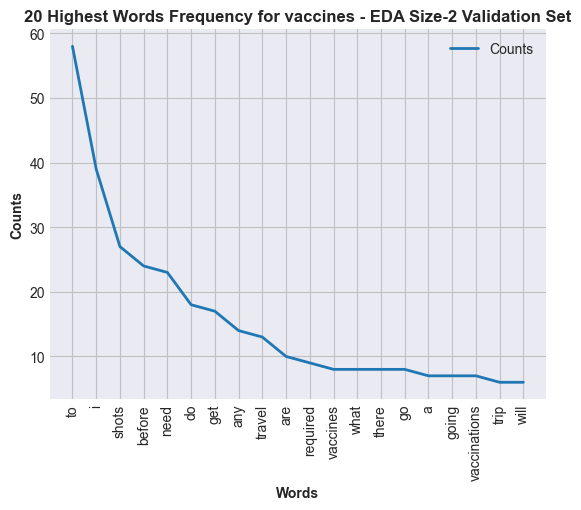 20 Highest Words Frequency for vaccines - EDA Size-2 Validation Set
Counts
60
50
40
30
20
10
Counts
to
i
shots
before
need
do
get
any
travel
are
required
vaccines
what
there
go
a
going
vaccinations
trip
will
Words